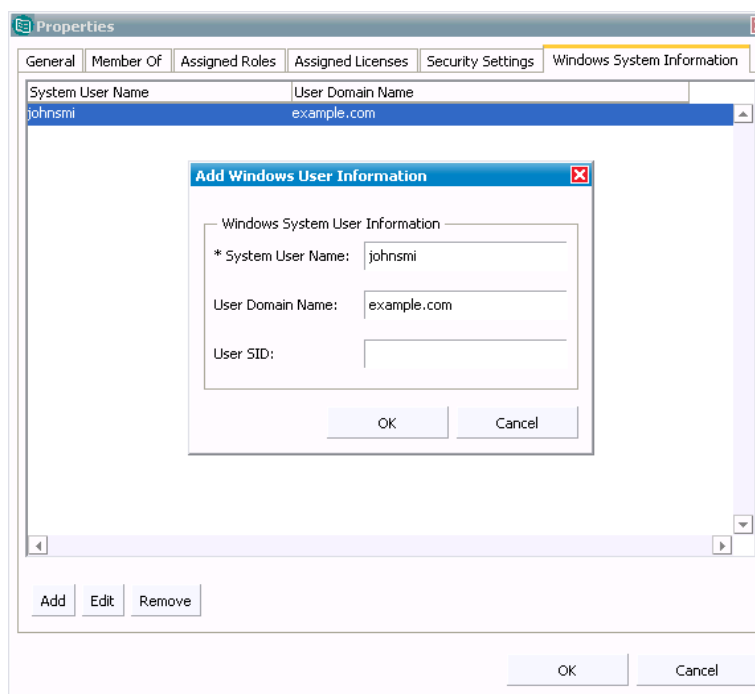 Properties
General Member Of Assigned Roles Assigned Licenses Security Settings Windows System Information
System User Name User Domain Name
johnsmi example.com
Add Windows User Information
Windows System User Information
* System User Name: johnsmi
User Domain Name: example.com
User SID:
OK Cancel
Add Edit Remove
OK Cancel